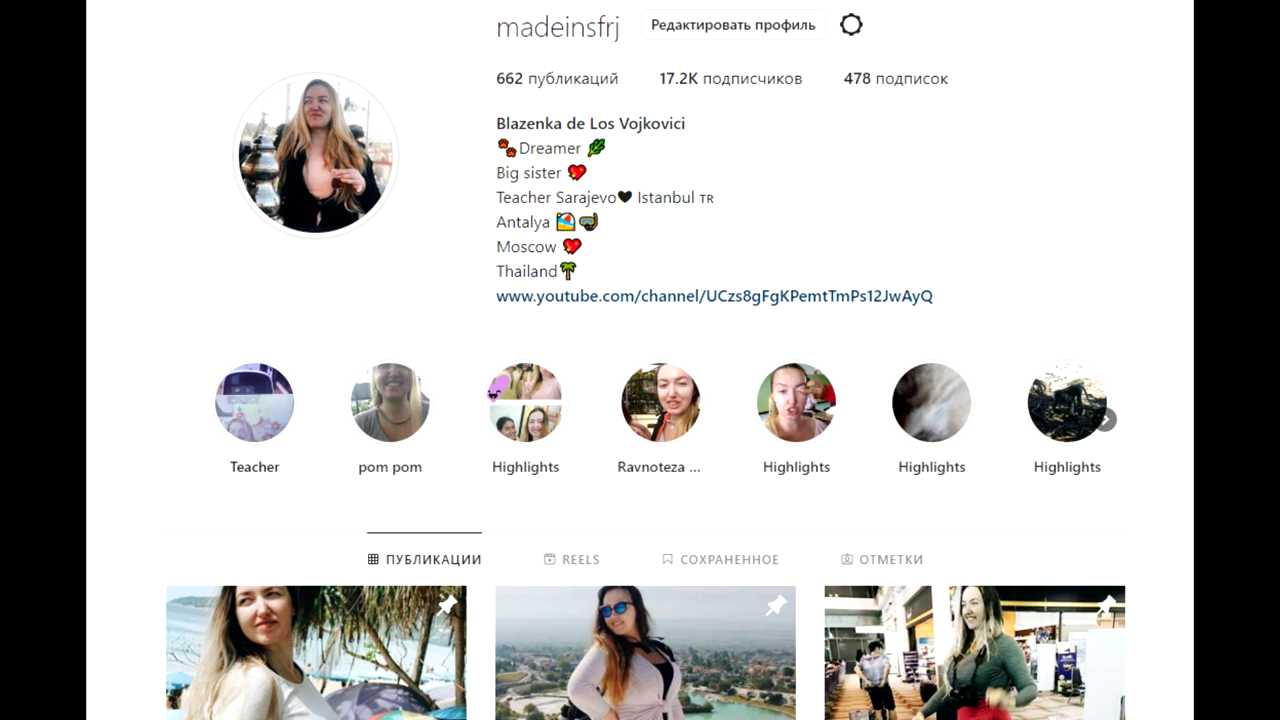 madeinsfrj Редактировать профиль
662 публикаций 17.2K подписчиков 478 подписок
Blazenka de Los Vojkovici
Dreamer
Big sister
Teacher Sarajevo Istanbul TR
Antalya
Moscow
Thailand
www.youtube.com/channel/UCzs8gFgKPemtTmPs12JwAyQ
Teacher pom pom Highlights Ravnoteza ... Highlights Highlights Highlights
ПУБЛИКАЦИИ REELS СОХРАНЕННОЕ ОТМЕТКИ